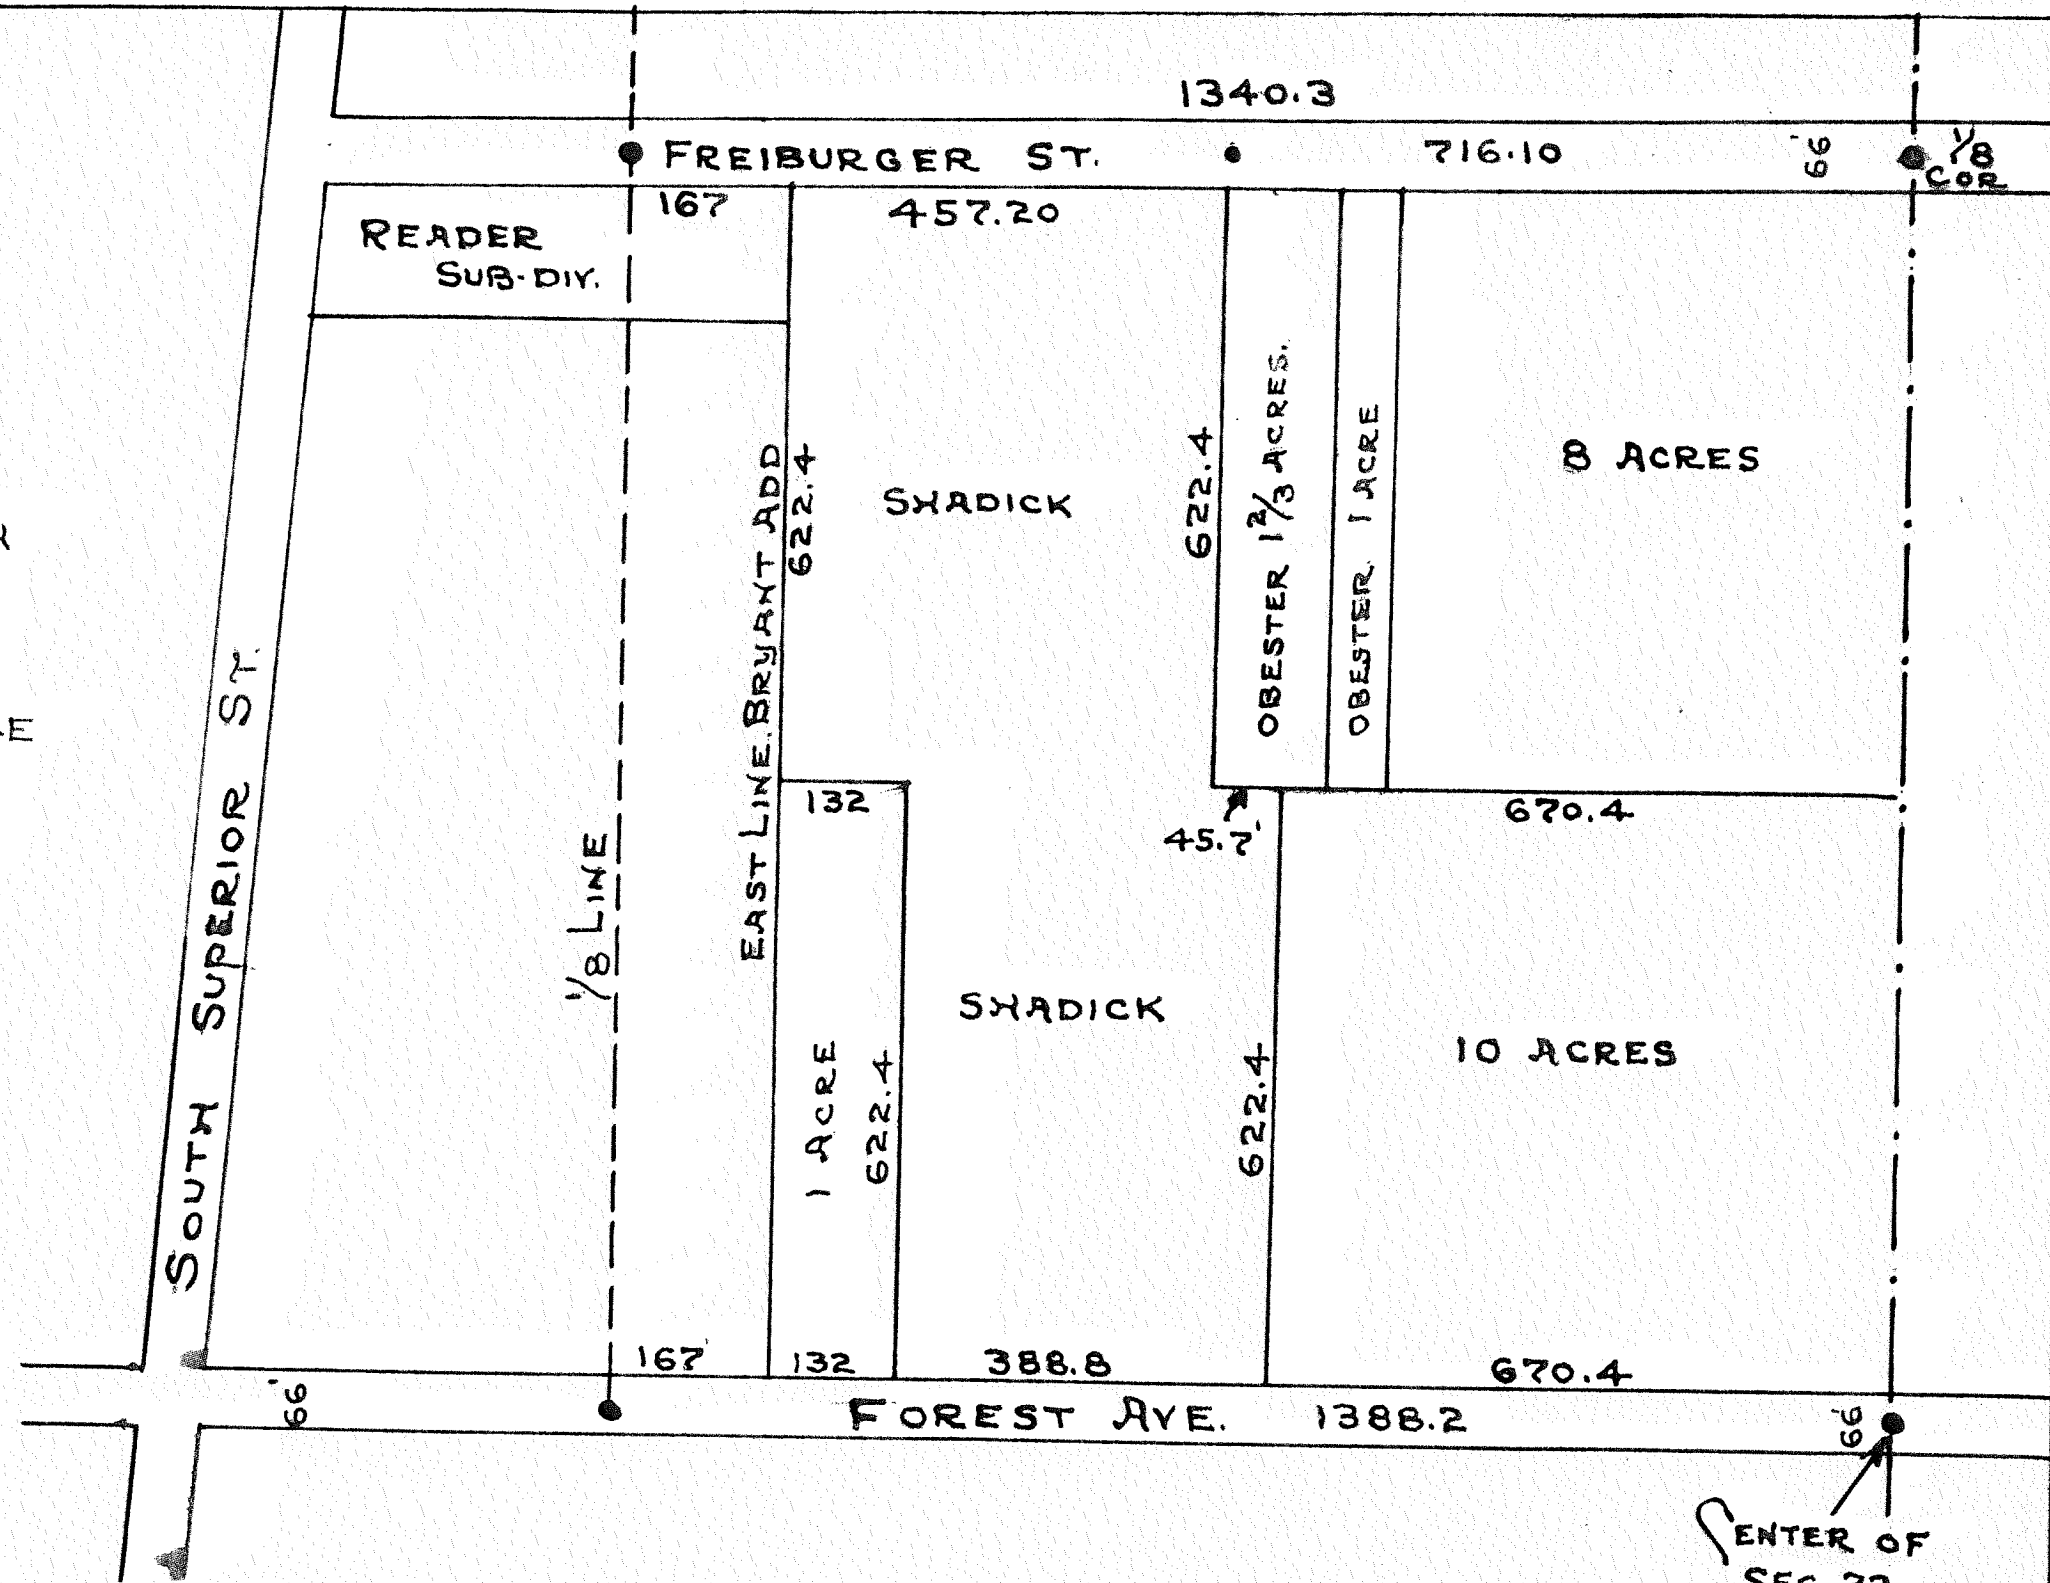 1340.3
FREIBURGER ST.
716.10
66'
1/8
COR
167
457.20
READER
SUB-DIV.
SHADICK
622.4
EAST LINE BRYANT ADD
622.4
OBESTER 1 2/3 ACRES.
OBESTER 1 ACRE
8 ACRES
SOUTH SUPERIOR ST.
E
1/8 LINE
132
45.7'
670.4
1 ACRE
622.4
SHADICK
622.4
10 ACRES
167
132
388.8
670.4
66'
FOREST AVE.
1388.2
66'
CENTER OF